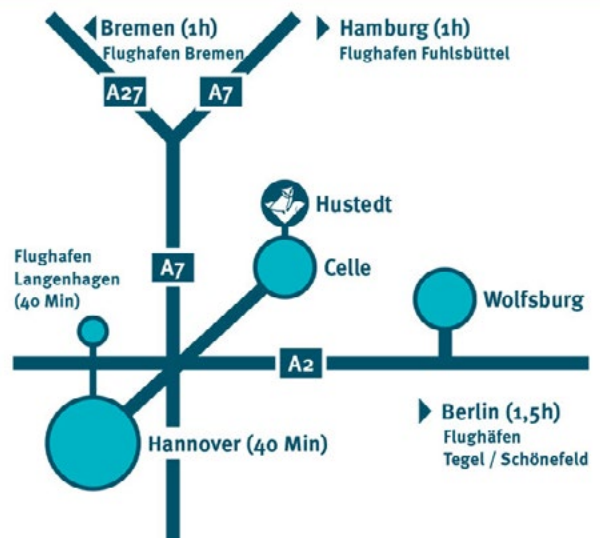 Bremen (1h)
Flughafen Bremen
Hamburg (1h)
Flughafen Fuhlsbüttel
A27
A7
Hustedt
Flughafen
Langenhagen
(40 Min)
A7
Celle
Wolfsburg
A2
Hannover (40 Min)
Berlin (1,5h)
Flughäfen
Tegel / Schönefeld